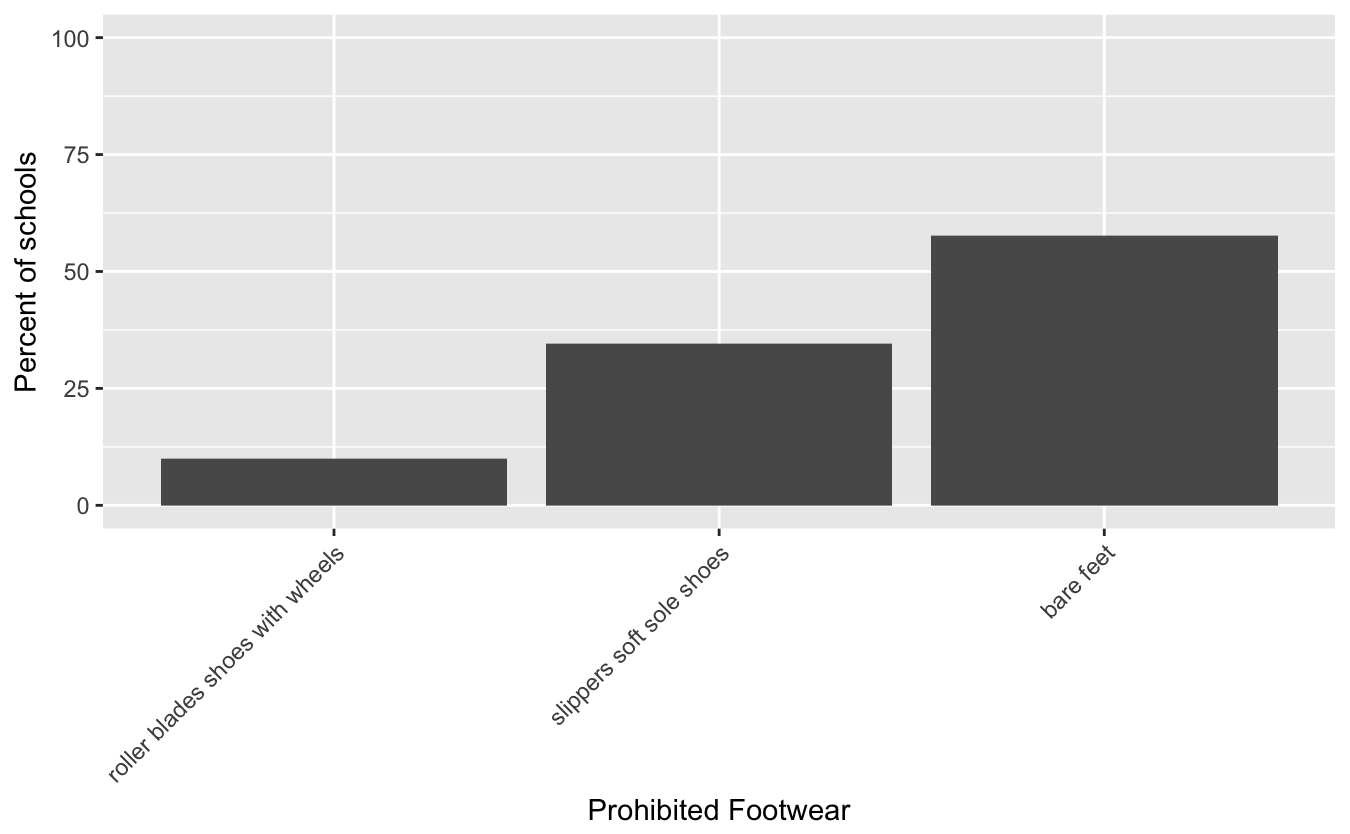 100
75
50
25
0
Percent of schools
roller blades shoes with wheels
slippers soft sole shoes
bare feet
Prohibited Footwear